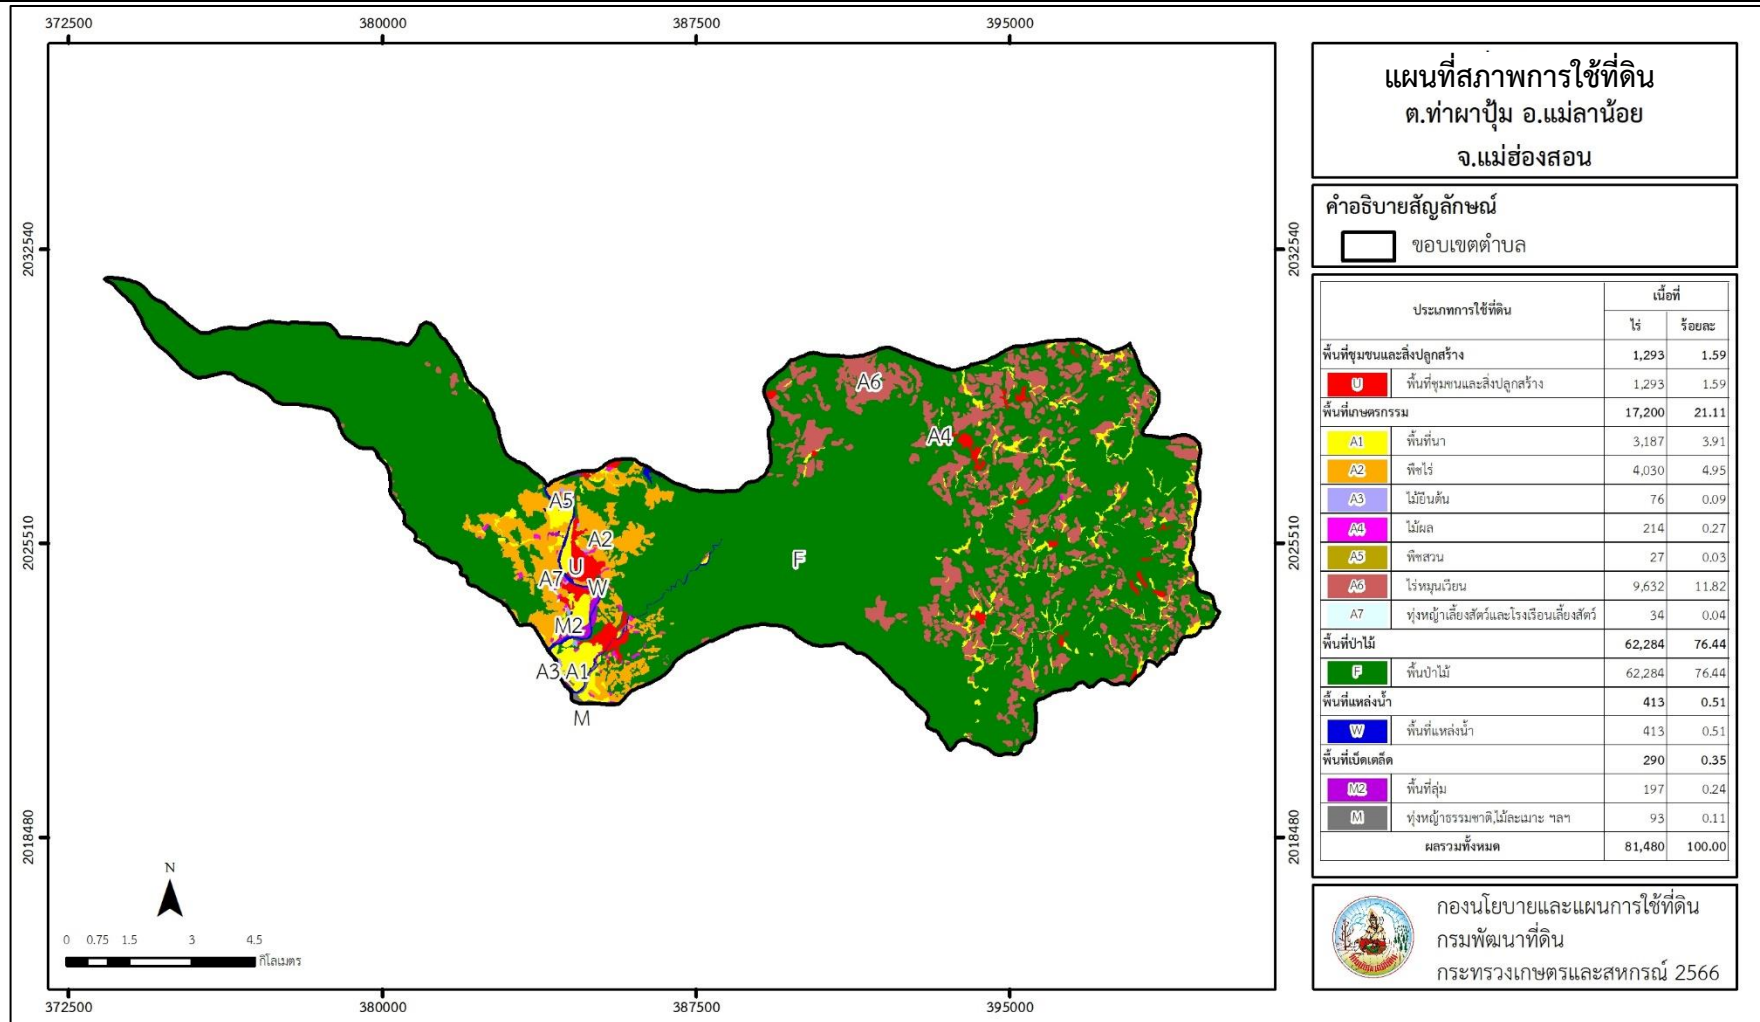 372500 380000 387500 395000
แผนที่สภาพการใช้ที่ดิน
ต.ท่าผาปุ้ม อ.แม่ลาน้อย
จ.แม่ฮ่องสอน
คำอธิบายสัญลักษณ์
ขอบเขตตำบล
2032540 2032540
2025510 2025510
2018480 2018480
A6
A4
A5
A2
F
U
A7
W
M2
A3 A1
M
ประเภทการใช้ที่ดิน เนื้อที่
ไร่ ร้อยละ
พื้นที่ชุมชนและสิ่งปลูกสร้าง 1,293 1.59
U พื้นที่ชุมชนและสิ่งปลูกสร้าง 1,293 1.59
พื้นที่เกษตรกรรม 17,200 21.11
A1 พื้นที่นา 3,187 3.91
A2 พืชไร่ 4,030 4.95
A3 ไม้ยืนต้น 76 0.09
A4 ไม้ผล 214 0.27
A5 พืชสวน 27 0.03
A6 ไร่หมุนเวียน 9,632 11.82
A7 ทุ่งหญ้าเลี้ยงสัตว์และโรงเรือนเลี้ยงสัตว์ 34 0.04
พื้นที่ป่าไม้ 62,284 76.44
F พื้นป่าไม้ 62,284 76.44
พื้นที่แหล่งน้ำ 413 0.51
W พื้นที่แหล่งน้ำ 413 0.51
พื้นที่เบ็ดเตล็ด 290 0.35
M2 พื้นที่ลุ่ม 197 0.24
M ทุ่งหญ้าธรรมชาติ,ไม้ละเมาะ ฯลฯ 93 0.11
ผลรวมทั้งหมด 81,480 100.00
N
0 0.75 1.5 3 4.5
กิโลเมตร
กองนโยบายและแผนการใช้ที่ดิน
กรมพัฒนาที่ดิน
กระทรวงเกษตรและสหกรณ์ 2566
372500 380000 387500 395000